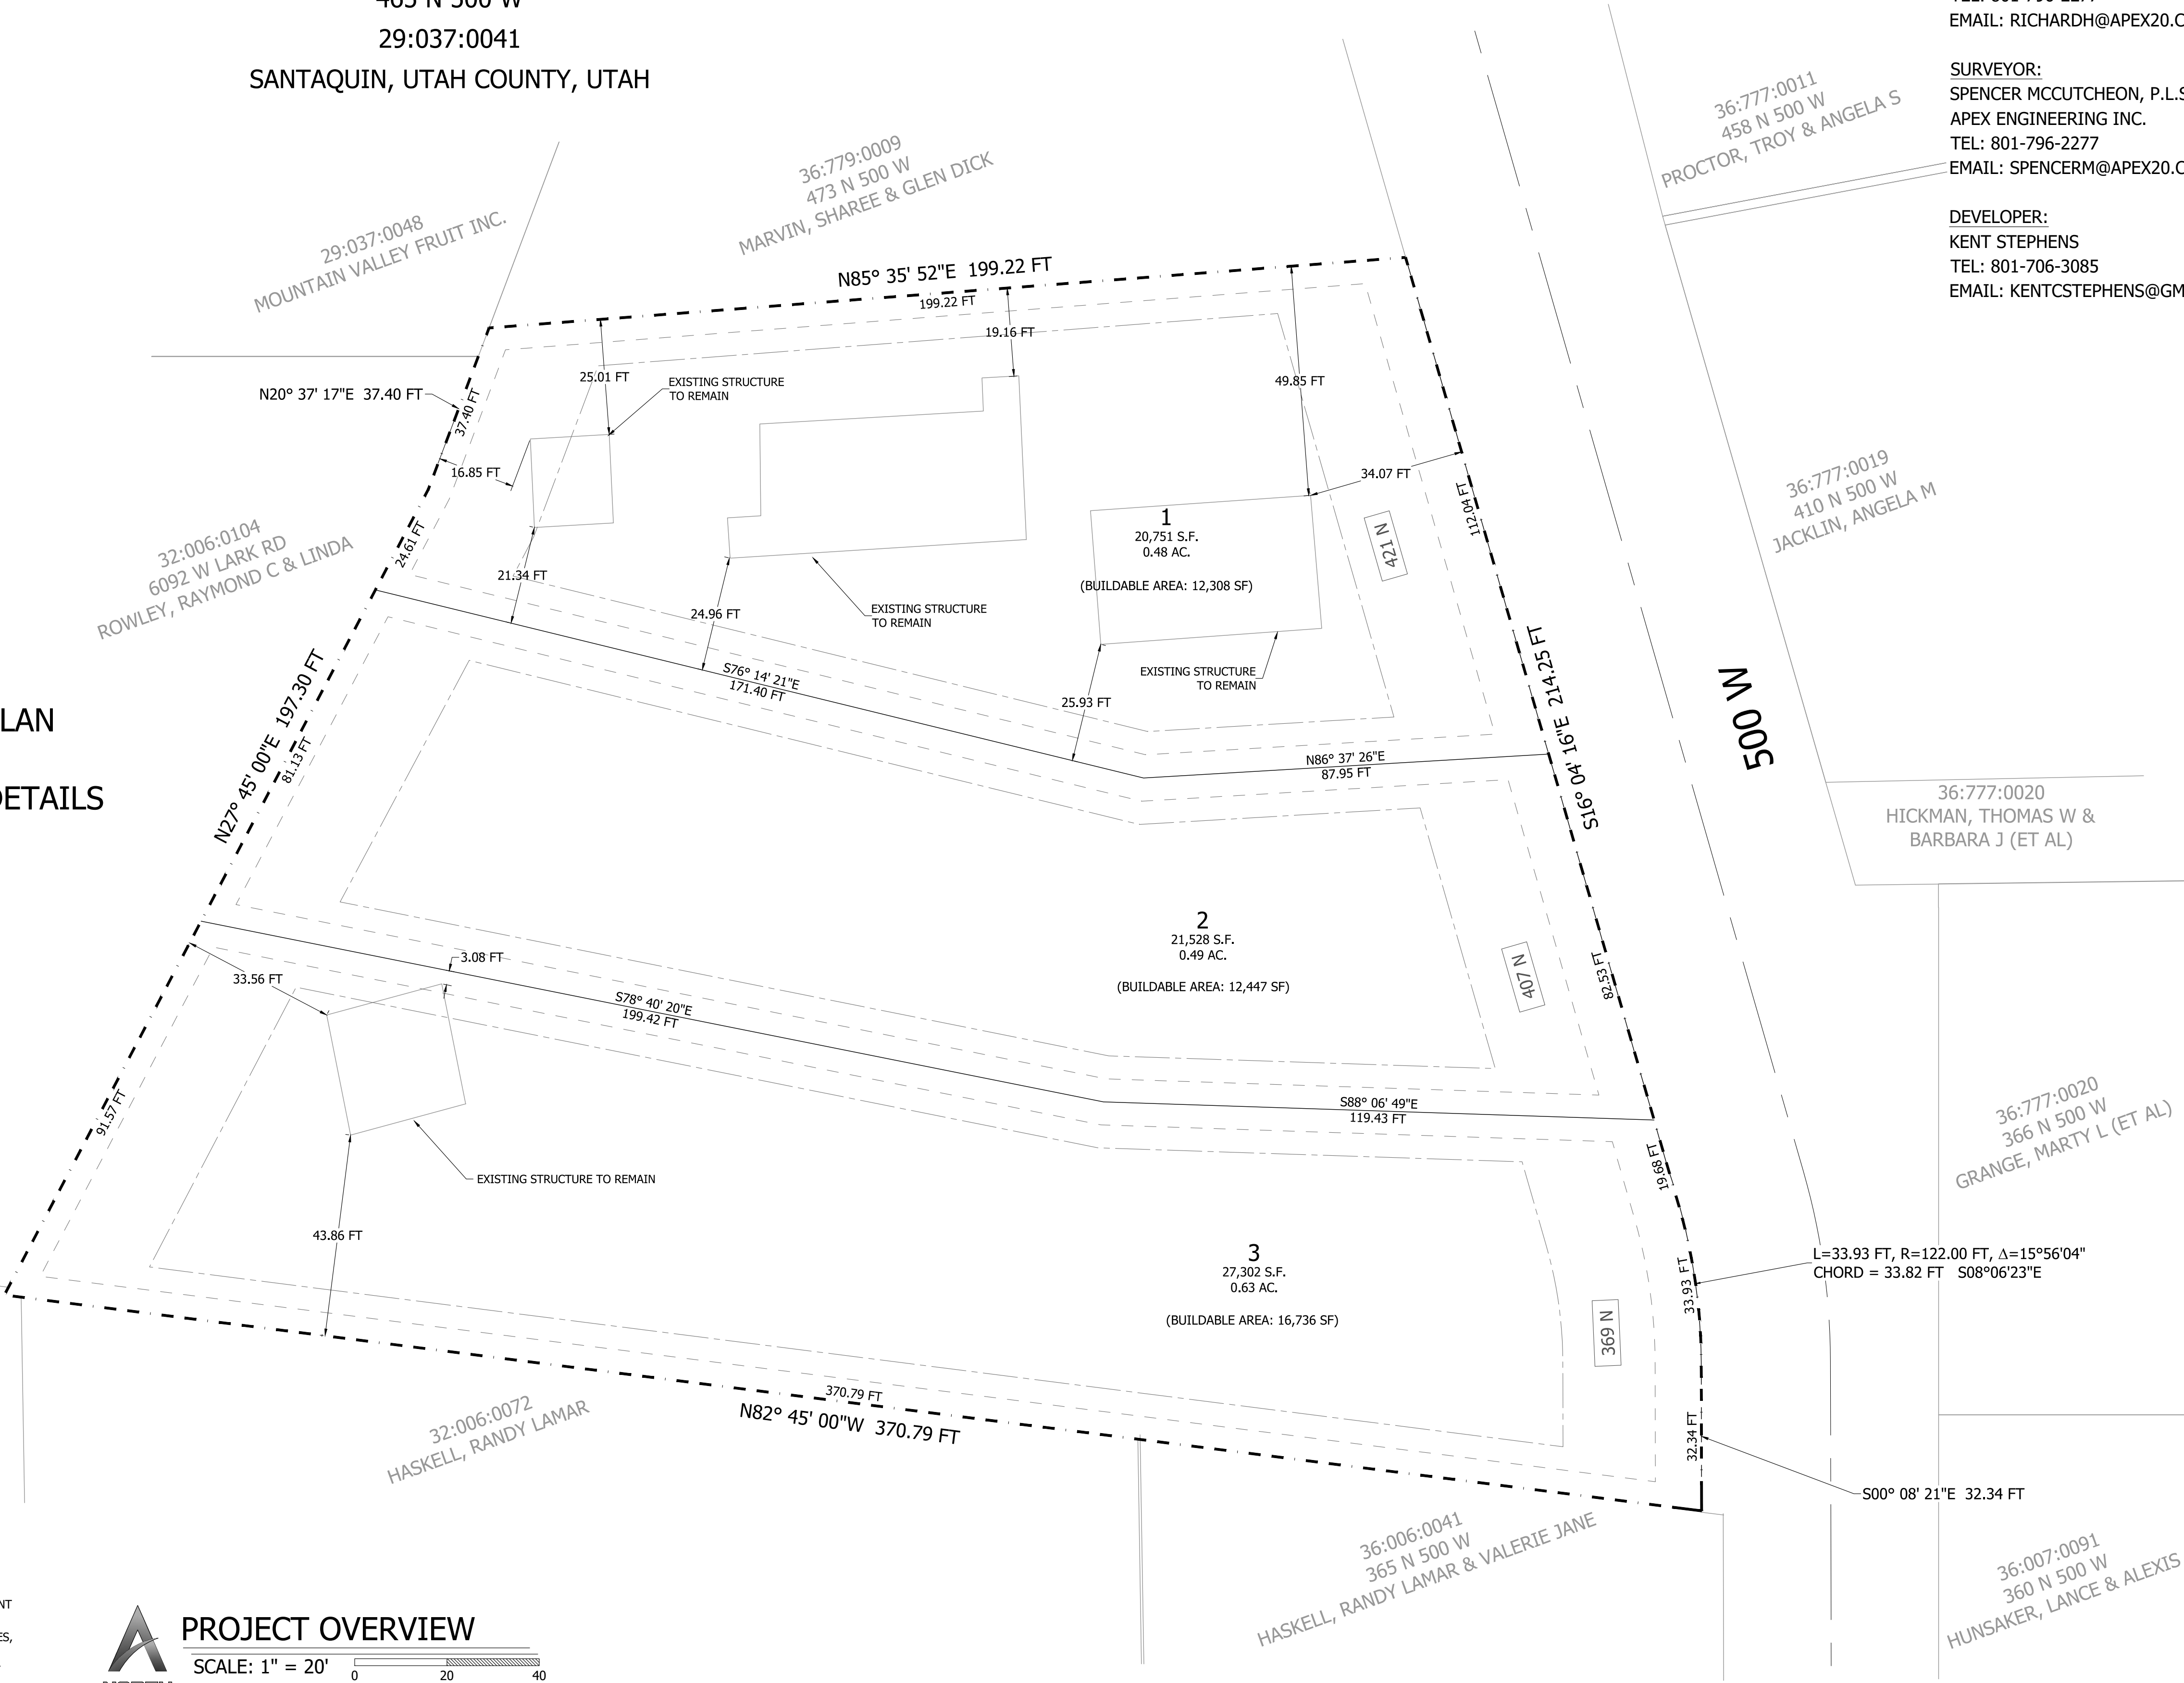 29:037:0041
SANTAQUIN, UTAH COUNTY, UTAH
EMAIL: RICHARDH@APEX20.C
SURVEYOR:
SPENCER MCCUTCHEON, P.L.S
APEX ENGINEERING INC.
TEL: 801-796-2277
EMAIL: SPENCERM@APEX20.C
DEVELOPER:
KENT STEPHENS
TEL: 801-706-3085
EMAIL: KENTCSTEPHENS@GM
36:777:0011
458 N 500 W
PROCTOR, TROY & ANGELA S
36:779:0009
473 N 500 W
MARVIN, SHAREE & GLEN DICK
29:037:0048
MOUNTAIN VALLEY FRUIT INC.
N85° 35' 52"E 199.22 FT
199.22 FT
19.16 FT
25.01 FT
EXISTING STRUCTURE
TO REMAIN
49.85 FT
N20° 37' 17"E 37.40 FT
37.40 FT
16.85 FT
34.07 FT
36:777:0019
410 N 500 W
JACKLIN, ANGELA M
112.04 FT
1
20,751 S.F.
0.48 AC.
(BUILDABLE AREA: 12,308 SF)
421 N
32:006:0104
6092 W LARK RD
ROWLEY, RAYMOND C & LINDA
24.61 FT
21.34 FT
24.96 FT
EXISTING STRUCTURE
TO REMAIN
EXISTING STRUCTURE
TO REMAIN
25.93 FT
S76° 14' 21"E
171.40 FT
N86° 37' 26"E
87.95 FT
S16° 04' 16"E 214.25 FT
500 W
LAN
DETAILS
N27° 45' 00"E 197.30 FT
81.13 FT
36:777:0020
HICKMAN, THOMAS W &
BARBARA J (ET AL)
2
21,528 S.F.
0.49 AC.
(BUILDABLE AREA: 12,447 SF)
407 N
82.53 FT
3.08 FT
33.56 FT
S78° 40' 20"E
199.42 FT
S88° 06' 49"E
119.43 FT
91.57 FT
EXISTING STRUCTURE TO REMAIN
43.86 FT
19.68 FT
36:777:0020
366 N 500 W
GRANGE, MARTY L (ET AL)
3
27,302 S.F.
0.63 AC.
(BUILDABLE AREA: 16,736 SF)
369 N
33.93 FT
L=33.93 FT, R=122.00 FT, Δ=15°56'04"
CHORD = 33.82 FT S08°06'23"E
370.79 FT
N82° 45' 00"W 370.79 FT
32.34 FT
S00° 08' 21"E 32.34 FT
32:006:0072
HASKELL, RANDY LAMAR
36:006:0041
365 N 500 W
HASKELL, RANDY LAMAR & VALERIE JANE
36:007:0091
360 N 500 W
HUNSAKER, LANCE & ALEXIS
NT
ES,
PROJECT OVERVIEW
SCALE: 1" = 20'
0 20 40